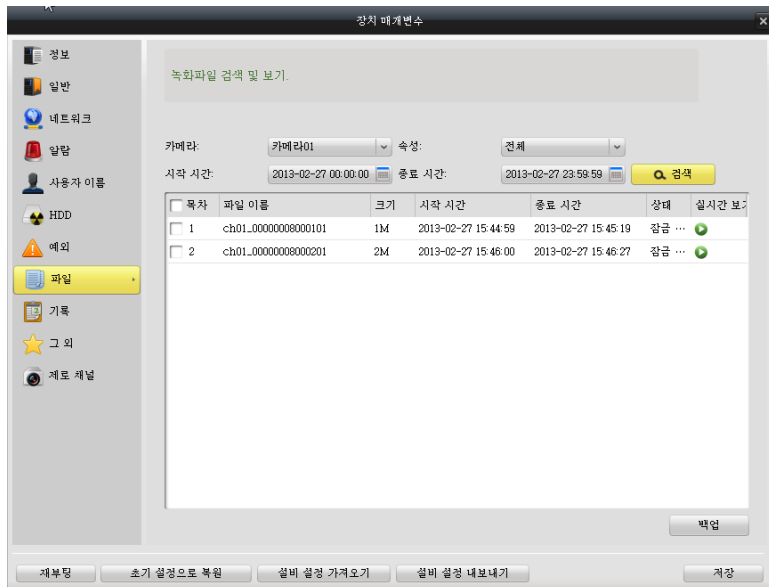 장치 매개변수
정보
일반
네트워크
알람
사용자 이름
HDD
예외
파일
기록
그 외
제로 채널
녹화파일 검색 및 보기.
카메라: 카메라01 속성: 전체
시작 시간: 2013-02-27 00:00:00 종료 시간: 2013-02-27 23:59:59 검색
목차 파일 이름 크기 시작 시간 종료 시간 상태 실시간 보기
1 ch01_00000008000101 1M 2013-02-27 15:44:59 2013-02-27 15:45:19 잠금 ···
2 ch01_00000008000201 2M 2013-02-27 15:46:00 2013-02-27 15:46:27 잠금 ···
백업
재부팅 초기 설정으로 복원 설비 설정 가져오기 설비 설정 내보내기 저장